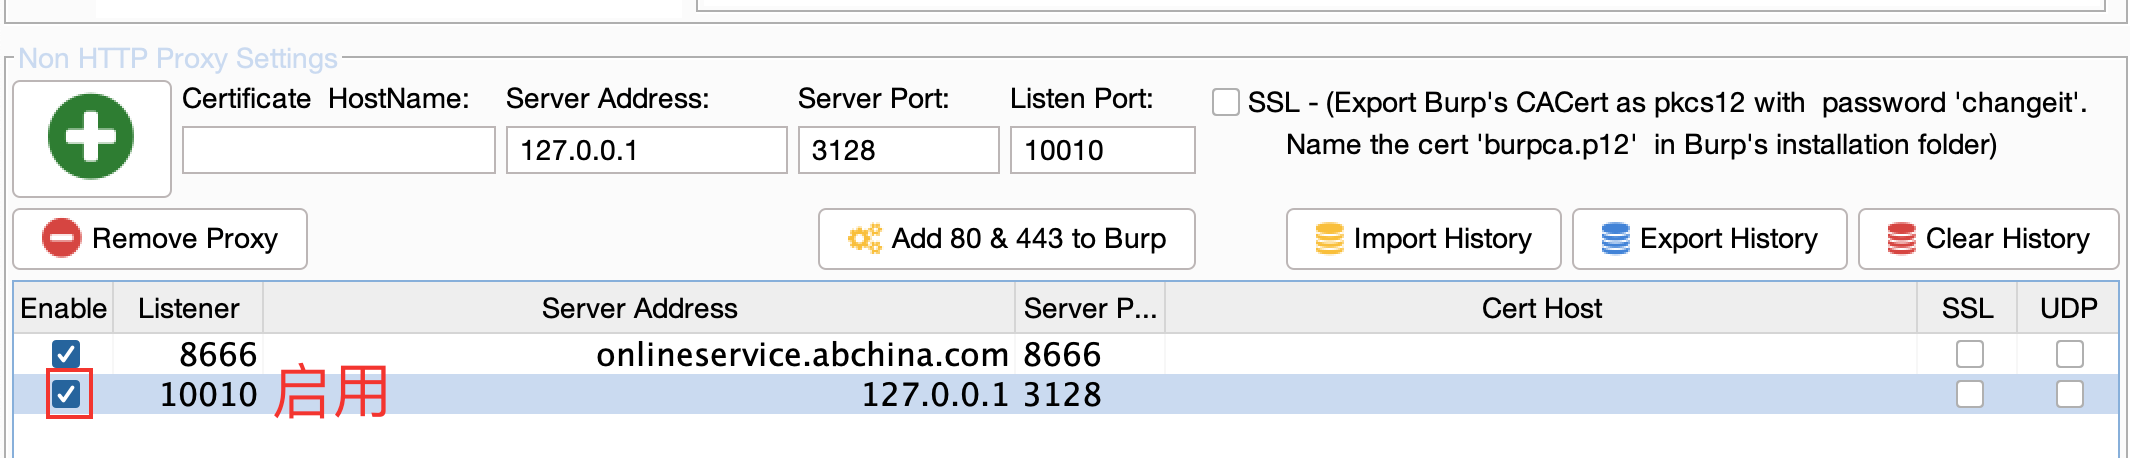 Non HTTP Proxy Settings
Certificate  HostName: Server Address: Server Port: Listen Port: SSL - (Export Burp's CACert as pkcs12 with  password 'changeit'.
127.0.0.1 3128 10010 Name the cert 'burpca.p12'  in Burp's installation folder)
Remove Proxy Add 80 & 443 to Burp Import History Export History Clear History
Enable Listener Server Address Server P... Cert Host SSL UDP
8666 onlineservice.abchina.com 8666
10010 启用 127.0.0.1 3128